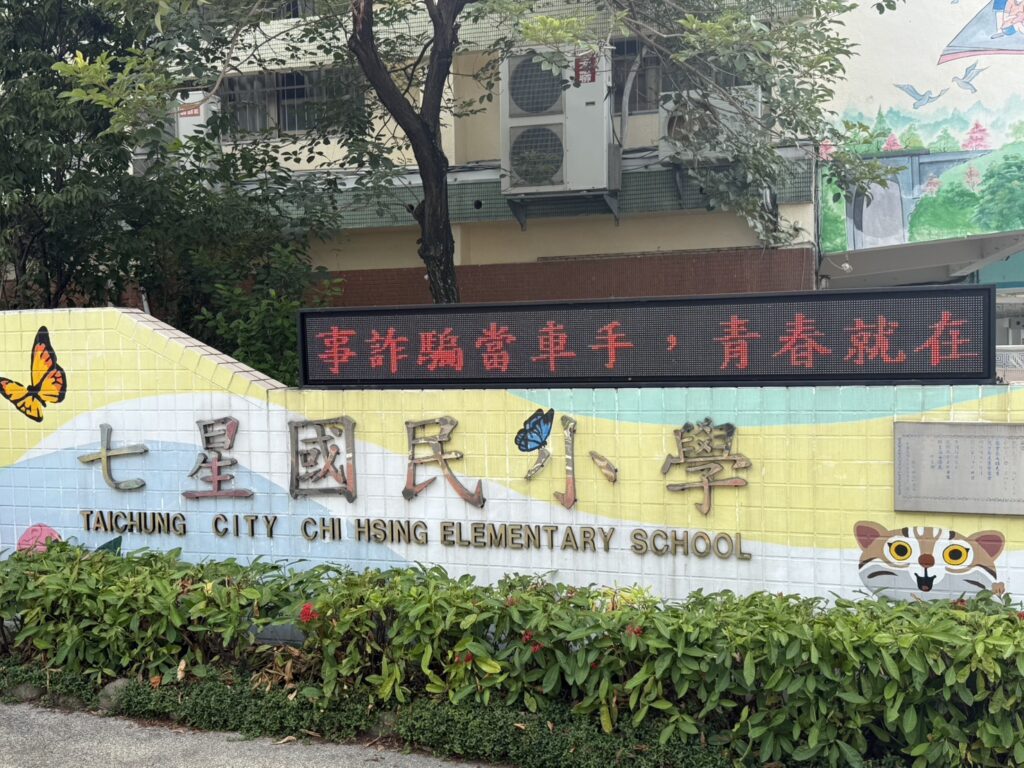 事詐騙當車手，青春就在
七星國民小學
TAICHUNG CITY CHI HSING ELEMENTARY SCHOOL